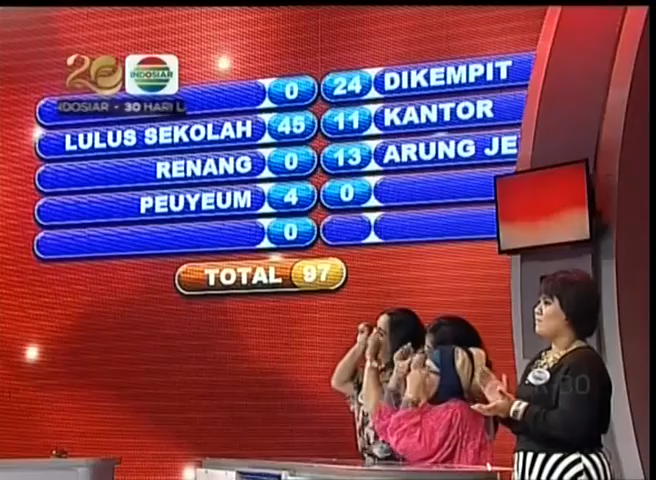 20
INDOSIAR
INDOSIAR - 30 HARI L
0 24 DIKEMPIT
LULUS SEKOLAH 45 11 KANTOR
RENANG 0 13 ARUNG JE
PEUYEUM 4 0
0
TOTAL 97
30